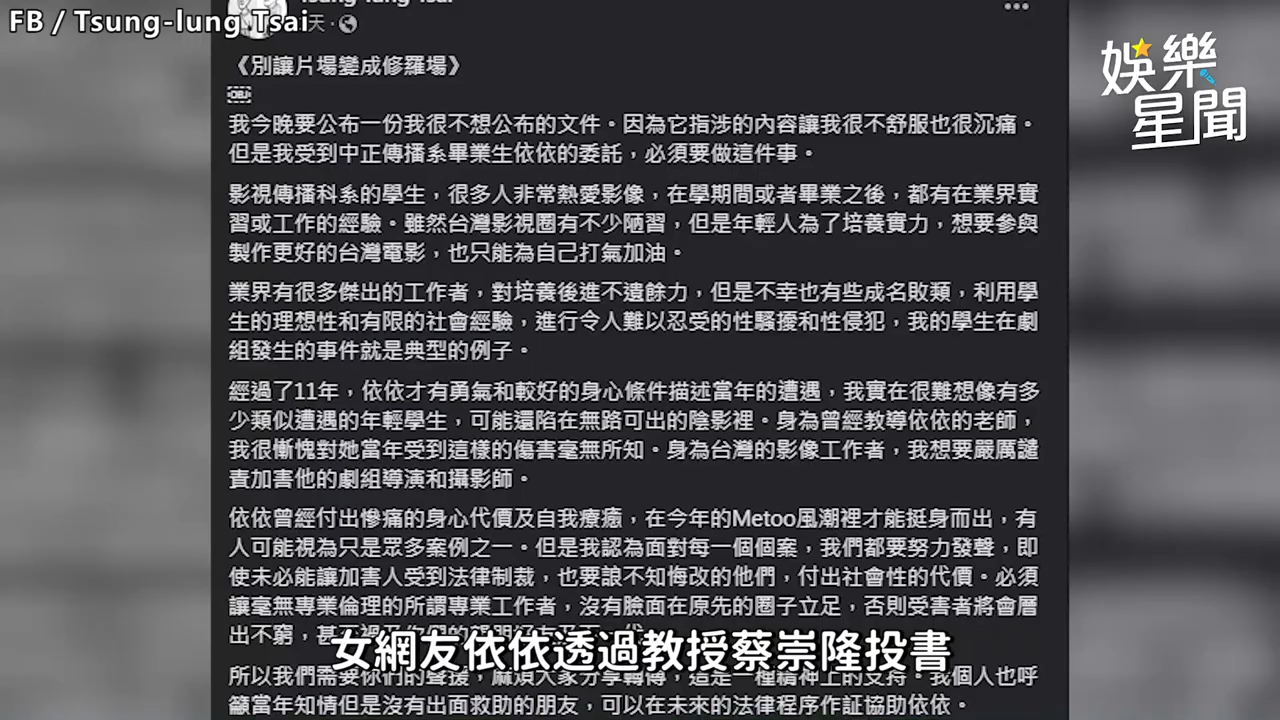 FB / Tsung-lung Tsai
娛樂星聞
天·
《別讓片場變成修羅場》
OBJ
我今晚要公布一份我很不想公布的文件。因為它指涉的內容讓我很不舒服也很沉痛。
但是我受到中正傳播系畢業生依依的委託，必須要做這件事。
影視傳播科系的學生，很多人非常熱愛影像，在學期間或者畢業之後，都有在業界實
習或工作的經驗。雖然台灣影視圈有不少陋習，但是年輕人為了培養實力，想要參與
製作更好的台灣電影，也只能為自己打氣加油。
業界有很多傑出的工作者，對培養後進不遺餘力，但是不幸也有些成名敗類，利用學
生的理想性和有限的社會經驗，進行令人難以忍受的性騷擾和性侵犯，我的學生在劇
組發生的事件就是典型的例子。
經過了11年，依依才有勇氣和較好的身心條件描述當年的遭遇，我實在很難想像有多
少類似遭遇的年輕學生，可能還陷在無路可出的陰影裡。身為曾經教導依依的老師，
我很慚愧對她當年受到這樣的傷害毫無所知。身為台灣的影像工作者，我想要嚴厲譴
責加害他的劇組導演和攝影師。
依依曾經付出慘痛的身心代價及自我療癒，在今年的Metoo風潮裡才能挺身而出，有
人可能視為只是眾多案例之一。但是我認為面對每一個個案，我們都要努力發聲，即
使未必能讓加害人受到法律制裁，也要讓不知悔改的他們，付出社會性的代價。必須
讓毫無專業倫理的所謂專業工作者，沒有臉面在原先的圈子立足，否則受害者將會層
出不窮，甚
女網友依依透過教授蔡崇隆投書
所以我們需要你們的聲援，麻煩大家分享轉傳，這是一種精神上的支持。我個人也呼
籲當年知情但是沒有出面救助的朋友，可以在未來的法律程序作証協助依依。